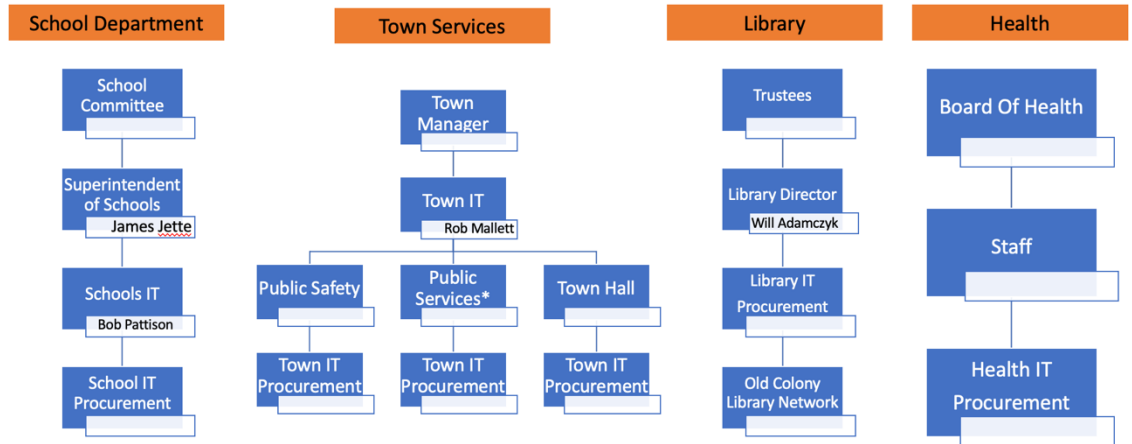 School Department
Town Services
Library
Health
School
Committee
Superintendent
of Schools
James Jette
Schools IT
Bob Pattison
School IT
Procurement
Town
Manager
Town IT
Rob Mallett
Public Safety
Public
Services*
Town Hall
Town IT
Procurement
Town IT
Procurement
Town IT
Procurement
Trustees
Library Director
Will Adamczyk
Library IT
Procurement
Old Colony
Library Network
Board Of Health
Staff
Health IT
Procurement